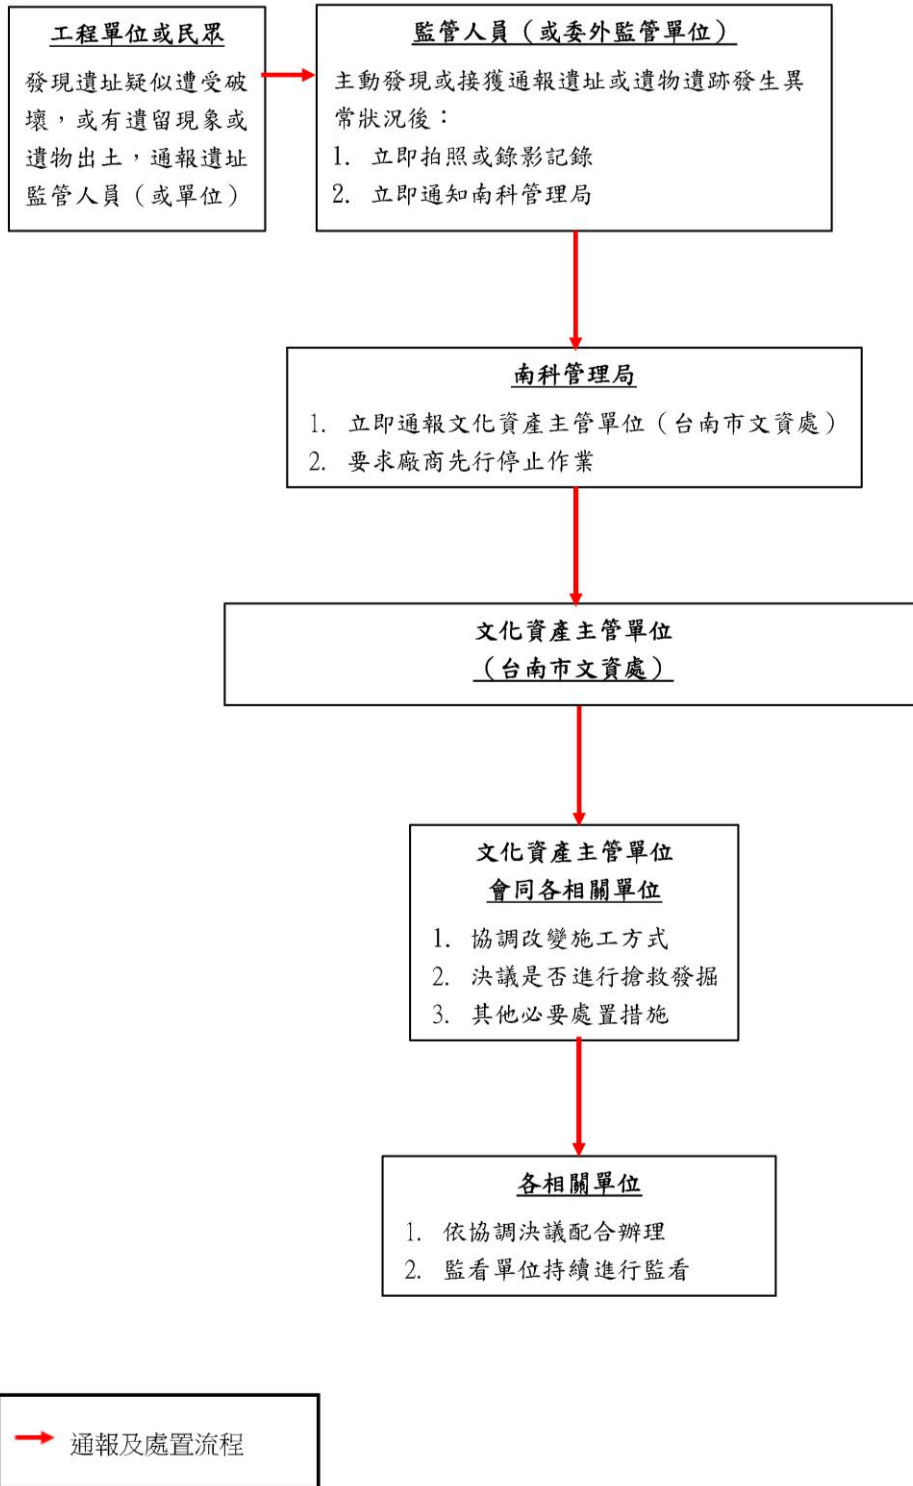 工程單位或民眾
發現遺址疑似遭受破
壞，或有遺留現象或
遺物出土，通報遺址
監管人員（或單位）
監管人員（或委外監管單位）
主動發現或接獲通報遺址或遺物遺跡發生異
常狀況後：
1. 立即拍照或錄影記錄
2. 立即通知南科管理局
南科管理局
1. 立即通報文化資產主管單位（台南市文資處）
2. 要求廠商先行停止作業
文化資產主管單位
（台南市文資處）
文化資產主管單位
會同各相關單位
1. 協調改變施工方式
2. 決議是否進行搶救發掘
3. 其他必要處置措施
各相關單位
1. 依協調決議配合辦理
2. 監看單位持續進行監看
通報及處置流程